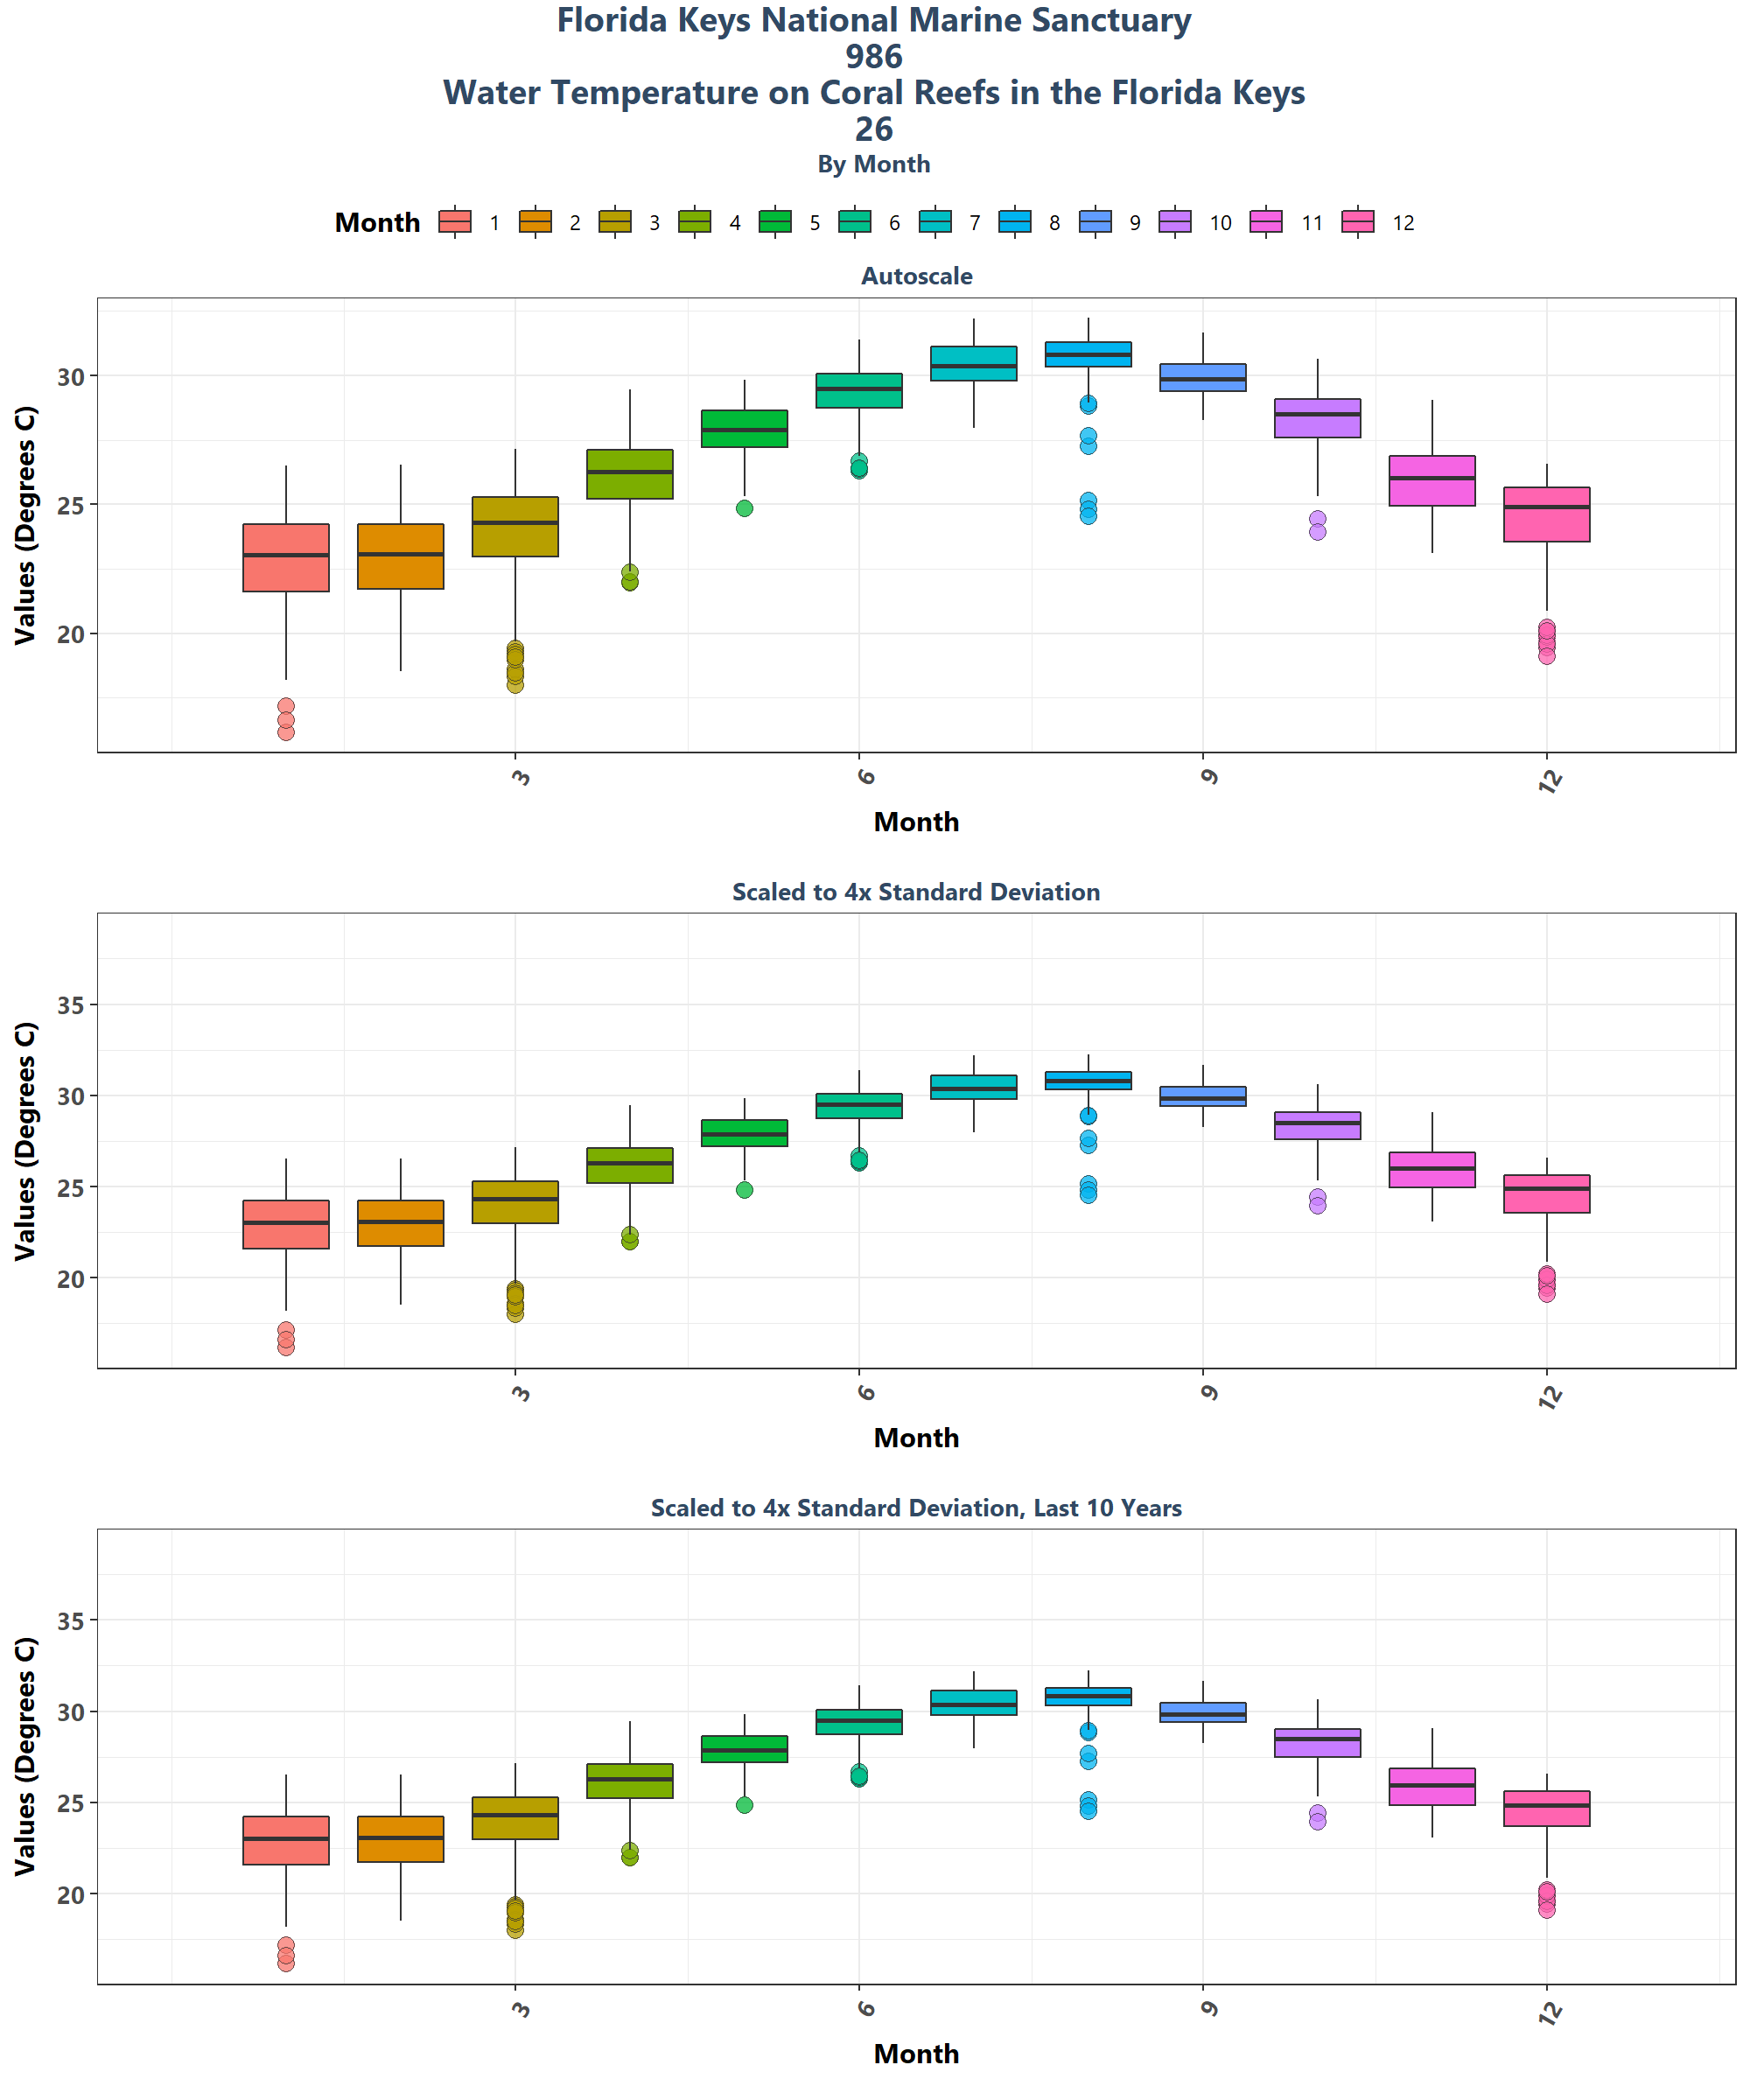 Florida Keys National Marine Sanctuary
986
Water Temperature on Coral Reefs in the Florida Keys
26
By Month
Month 1 2 3 4 5 6 7 8 9 10 11 12
Autoscale
Values (Degrees C)
30
25
20
3 6 9 12
Month
Scaled to 4x Standard Deviation
Values (Degrees C)
35
30
25
20
3 6 9 12
Month
Scaled to 4x Standard Deviation, Last 10 Years
Values (Degrees C)
35
30
25
20
3 6 9 12
Month